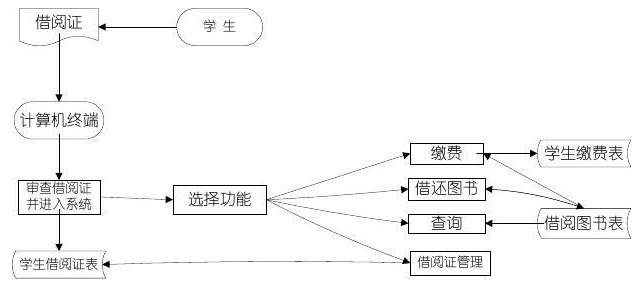 借阅证
学 生
计算机终端
缴费
学生缴费表
审查借阅证
并进入系统
选择功能
借还图书
查询
借阅图书表
学生借阅证表
借阅证管理